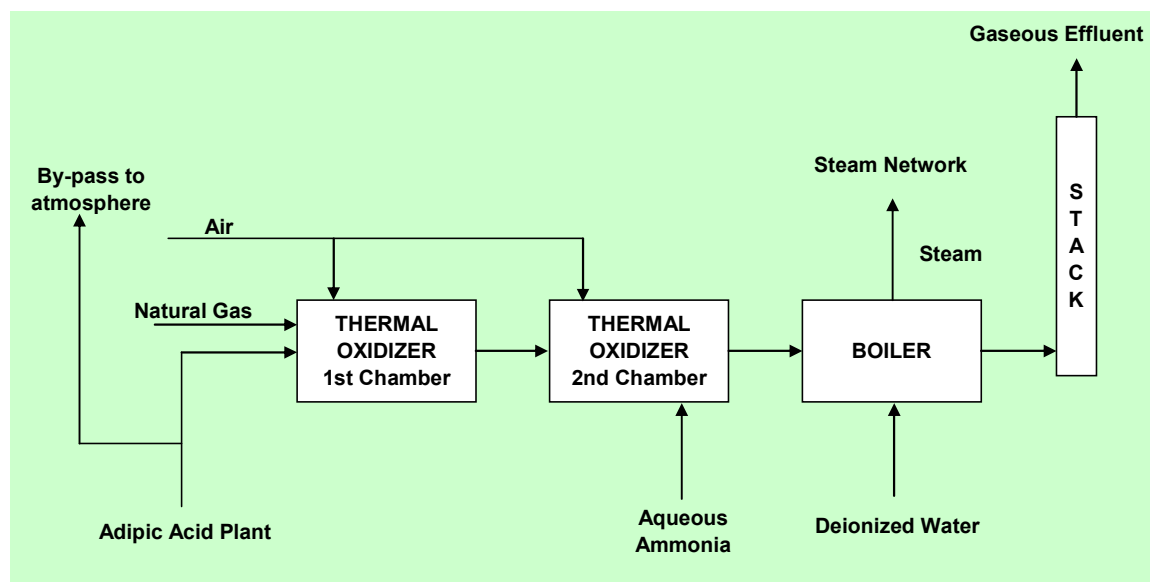 Gaseous Effluent
By-pass to
atmosphere
Air
Natural Gas
THERMAL
OXIDIZER
1st Chamber
THERMAL
OXIDIZER
2nd Chamber
Steam Network
Steam
BOILER
S
T
A
C
K
Adipic Acid Plant
Aqueous
Ammonia
Deionized Water